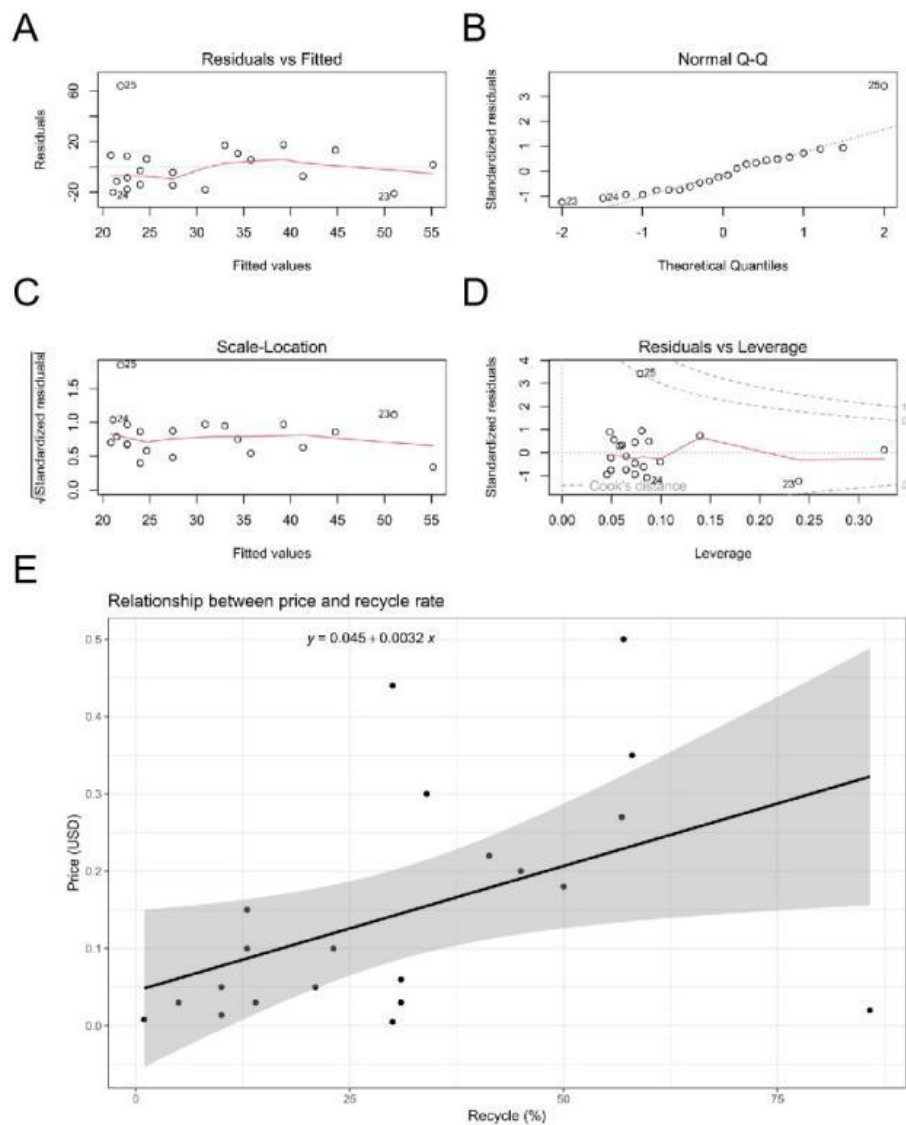 A
Residuals vs Fitted
Residuals
60
20
-20
25
24
23
20 25 30 35 40 45 50 55
Fitted values
B
Normal Q-Q
Standardized residuals
3
2
1
0
-1
25
24
23
-2 -1 0 1 2
Theoretical Quantiles
C
Scale-Location
√|Standardized residuals|
1.5
1.0
0.5
0.0
25
24
23
20 25 30 35 40 45 50 55
Fitted values
D
Residuals vs Leverage
Standardized residuals
4
3
2
1
0
-1
25
24
23
Cook's distance
0.00 0.05 0.10 0.15 0.20 0.25 0.30
Leverage
E
Relationship between price and recycle rate
y = 0.045 + 0.0032 x
Price (USD)
0.5
0.4
0.3
0.2
0.1
0.0
0 25 50 75
Recycle (%)